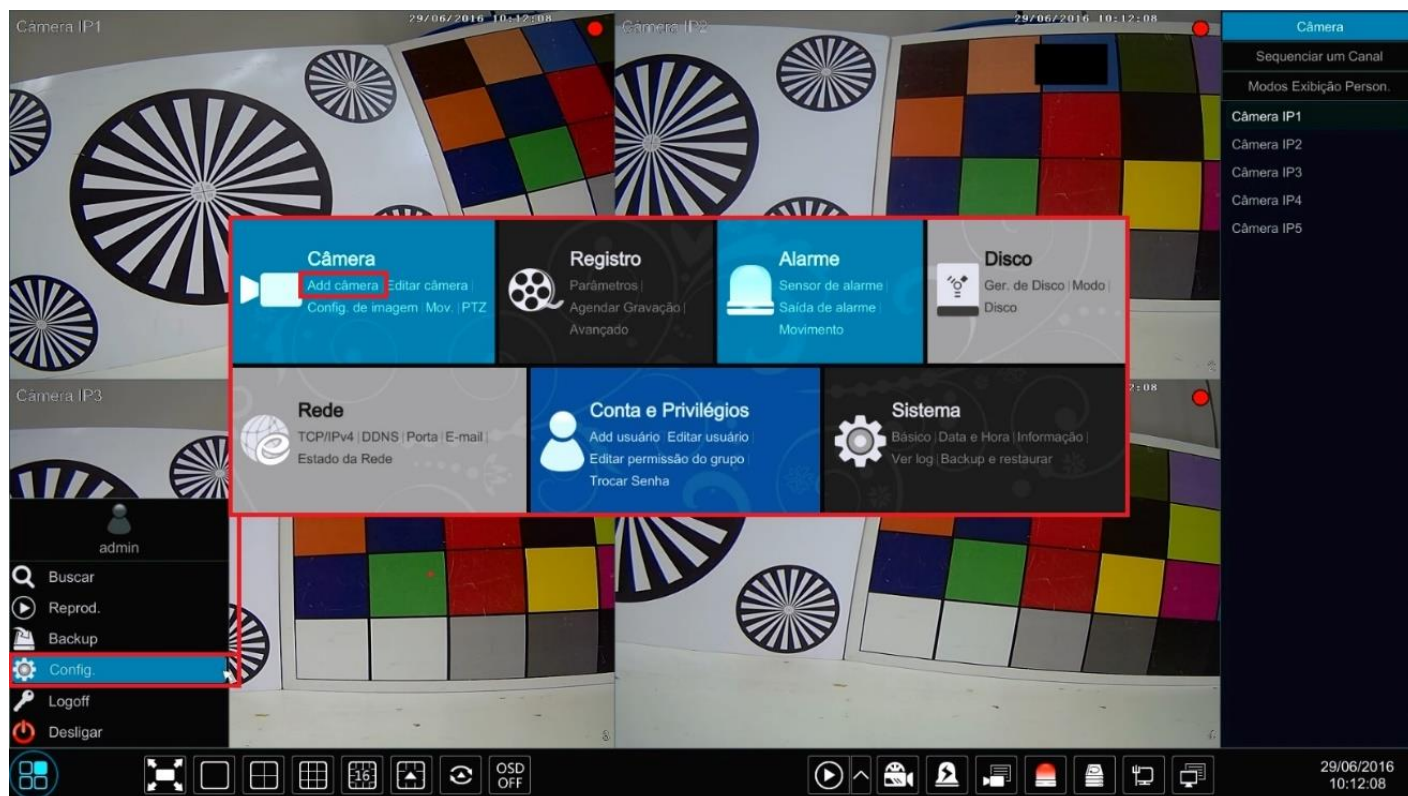 Câmera IP1
29/06/2016 10:12:08
Câmera IP2
29/06/2016 10:12:08
Câmera
Sequenciar um Canal
Modos Exibição Person.
Câmera IP1
Câmera IP2
Câmera IP3
Câmera IP4
Câmera IP5
Câmera
Add câmera | Editar câmera |
Config. de imagem | Mov. | PTZ
Registro
Parâmetros |
Agendar Gravação |
Avançado
Alarme
Sensor de alarme |
Saída de alarme |
Movimento
Disco
Ger. de Disco | Modo |
Disco
Câmera IP3
2:08
Rede
TCP/IPv4 | DDNS | Porta | E-mail |
Estado da Rede
Conta e Privilégios
Add usuário | Editar usuário |
Editar permissão do grupo |
Trocar Senha
Sistema
Básico | Data e Hora | Informação |
Ver log | Backup e restaurar
admin
Buscar
Reprod.
Backup
Config.
Logoff
Desligar
16
OSD
OFF
29/06/2016
10:12:08